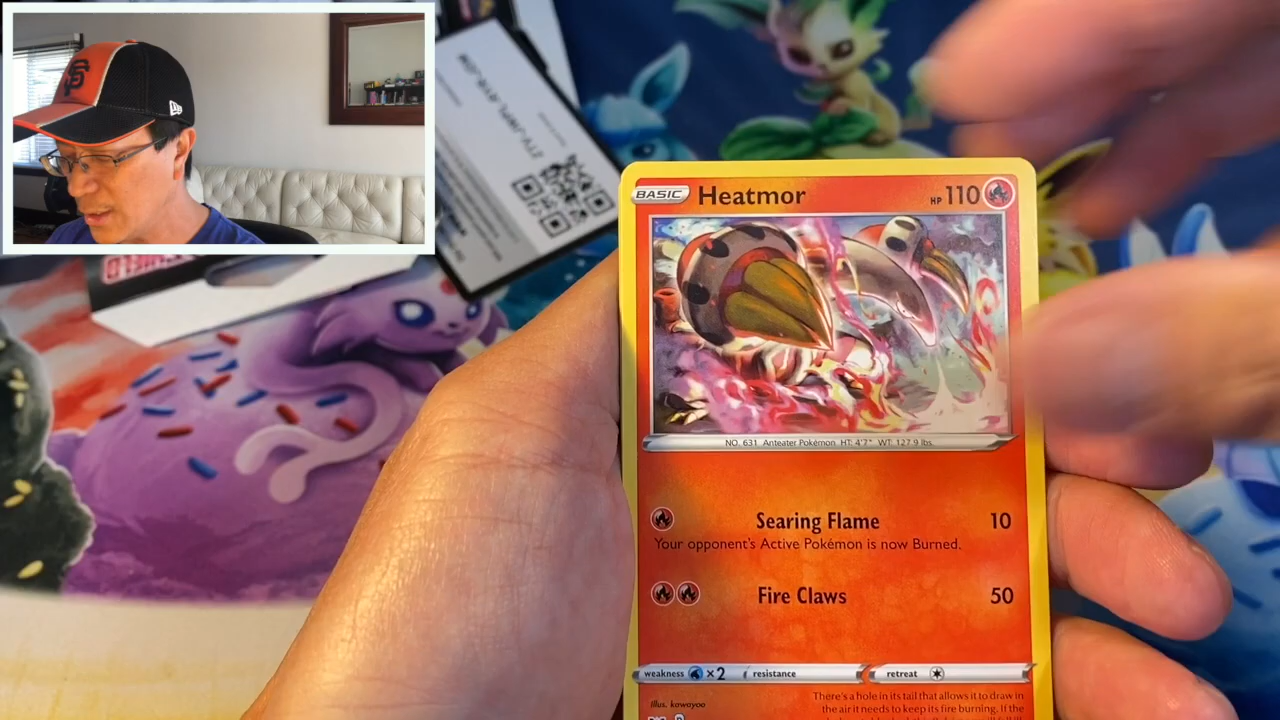 SF
BASIC Heatmor HP 110
NO. 631 Anteater Pokémon HT: 4'7" WT: 127.9 lbs.
Searing Flame 10
Your opponent's Active Pokémon is now Burned.
Fire Claws 50
weakness ×2 resistance retreat
Illus. kawayoo
There's a hole in its tail that allows it to draw in
the air it needs to keep its fire burning. If the